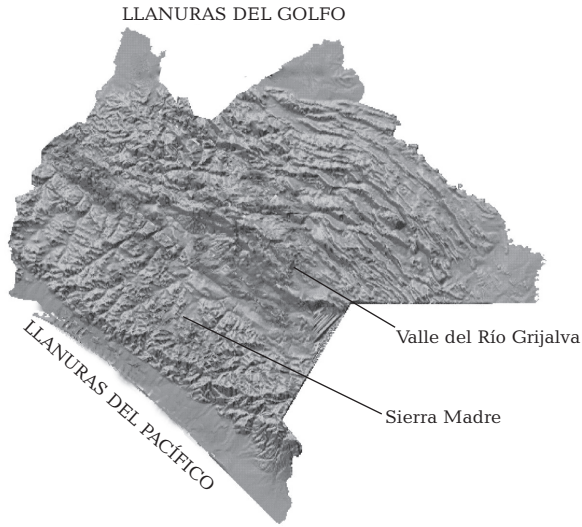 LLANURAS DEL GOLFO
Valle del Río Grijalva
LLANURAS DEL PACÍFICO
Sierra Madre